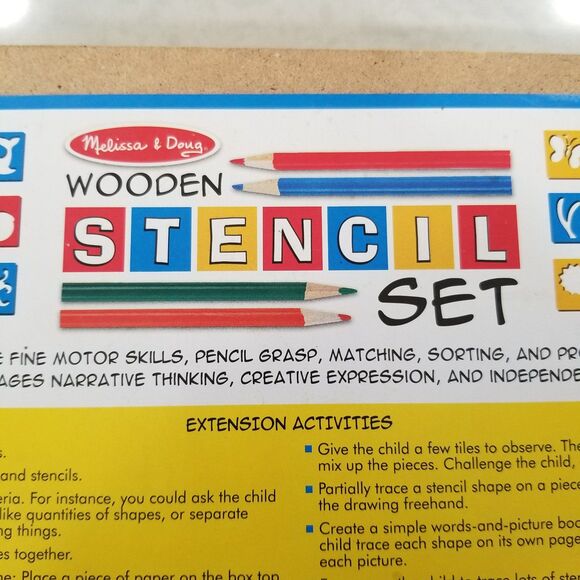 Melissa & Doug
WOODEN
STENCIL
SET
FINE MOTOR SKILLS, PENCIL GRASP, MATCHING, SORTING, AND
NARRATIVE THINKING, CREATIVE EXPRESSION, AND
EXTENSION ACTIVITIES
and stencils.
For instance, you could ask the child
like quantities of shapes, or separate
things.
together.
Place a piece of paper on the box top
■ Give the child a few tiles to observe.
mix up the pieces. Challenge the child,
■ Partially trace a stencil shape on a
the drawing freehand.
■ Create a simple words-and-picture
child trace each shape on its own
each picture.